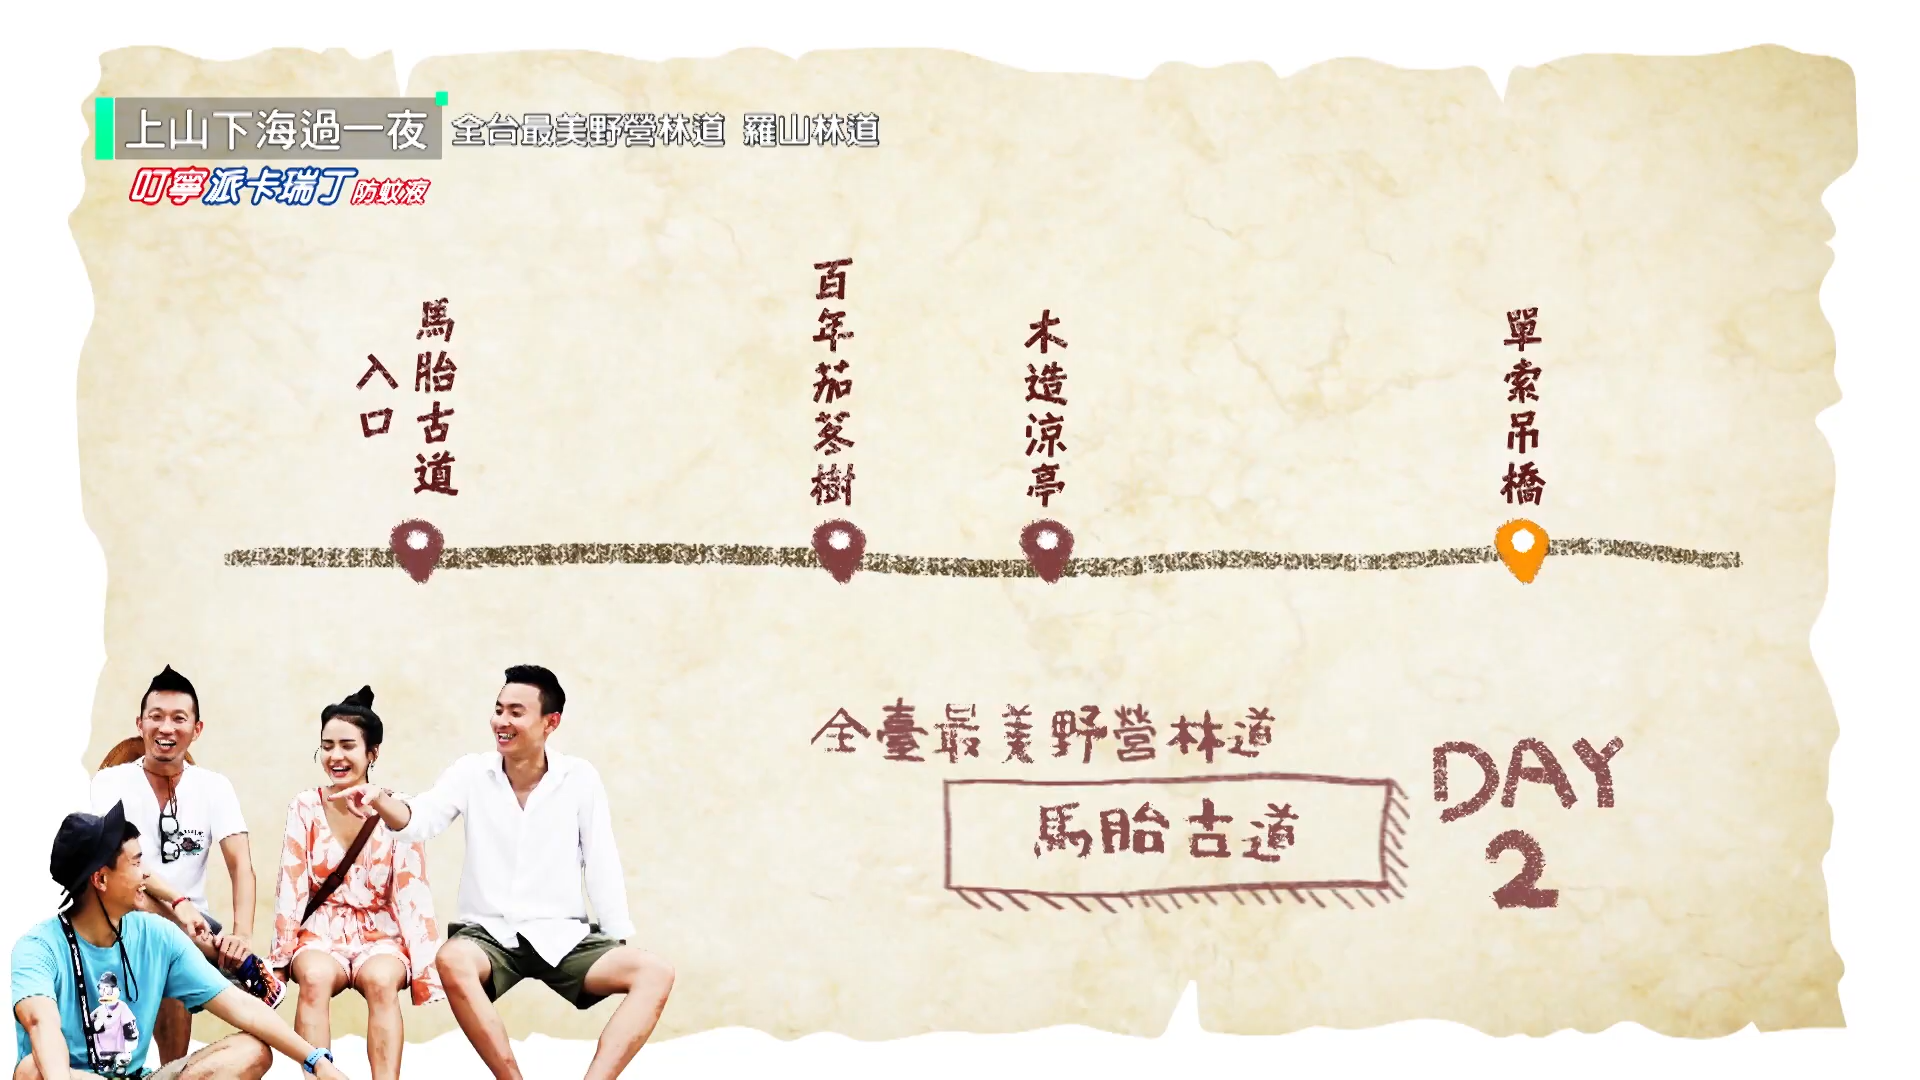 上山下海過一夜
全台最美野營林道 羅山林道
叮寧派卡瑞丁防蚊液
馬胎古道
入口
百年茄苳樹
木造涼亭
單索吊橋
全臺最美野營林道
馬胎古道
DAY
2